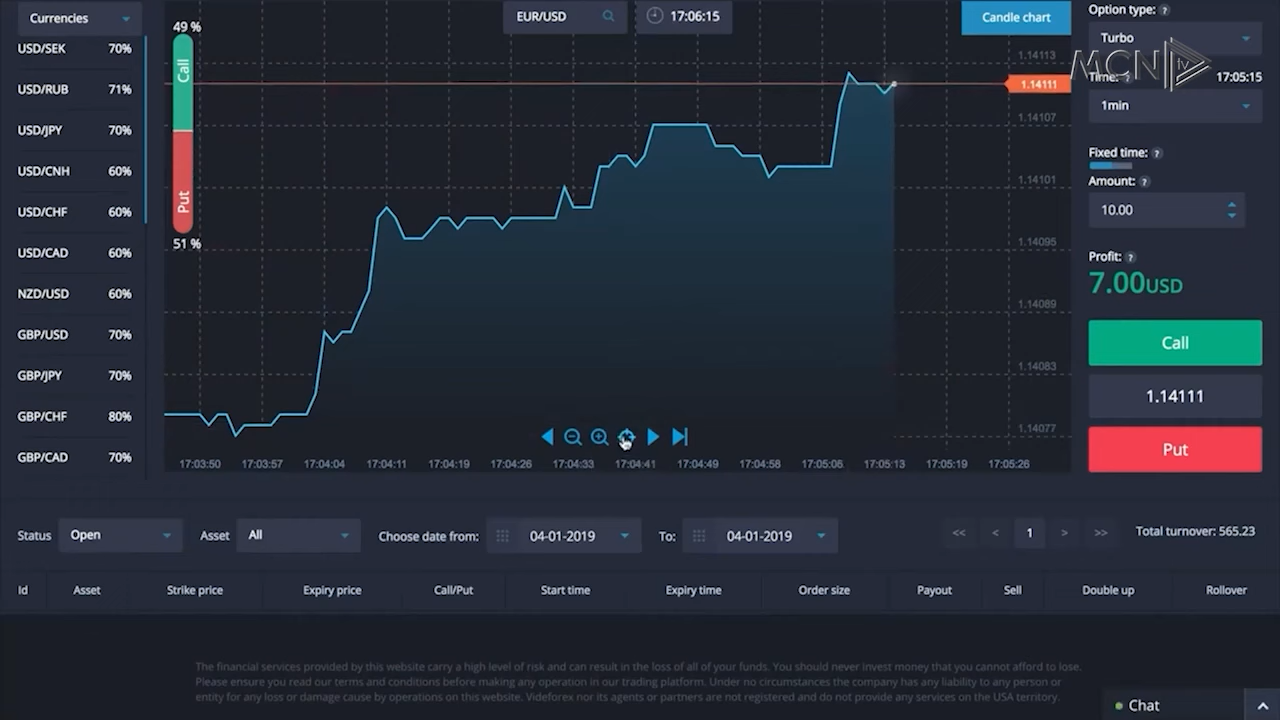 Currencies
USD/SEK 70%
USD/RUB 71%
USD/JPY 70%
USD/CNH 60%
USD/CHF 60%
USD/CAD 60%
NZD/USD 60%
GBP/USD 70%
GBP/JPY 70%
GBP/CHF 80%
GBP/CAD 70%
49 %
Call
Put
51 %
EUR/USD
17:06:15
Candle chart
1.14113
1.14111
1.14107
1.14101
1.14095
1.14089
1.14083
1.14077
17:03:50 17:03:57 17:04:04 17:04:11 17:04:19 17:04:26 17:04:33 17:04:41 17:04:49 17:04:58 17:05:06 17:05:13 17:05:19 17:05:26
Option type: ?
Turbo
MCN tv
Time: ? 17:05:15
1min
Fixed time: ?
Amount: ?
10.00
Profit: ?
7.00USD
Call
1.14111
Put
Status Open Asset All Choose date from: 04-01-2019 To: 04-01-2019 << < 1 > >> Total turnover: 565.23
Id Asset Strike price Expiry price Call/Put Start time Expiry time Order size Payout Sell Double up Rollover
The financial services provided by this website carry a high level of risk and can result in the loss of all of your funds. You should never invest money that you cannot afford to lose.
Please ensure you read our terms and conditions before making any operation in our trading platform. Under no circumstances the company has any liability to any person or
entity for any loss or damage cause by operations on this website. Videforex nor its agents or partners are not registered and do not provide any services on the USA territory.
Chat